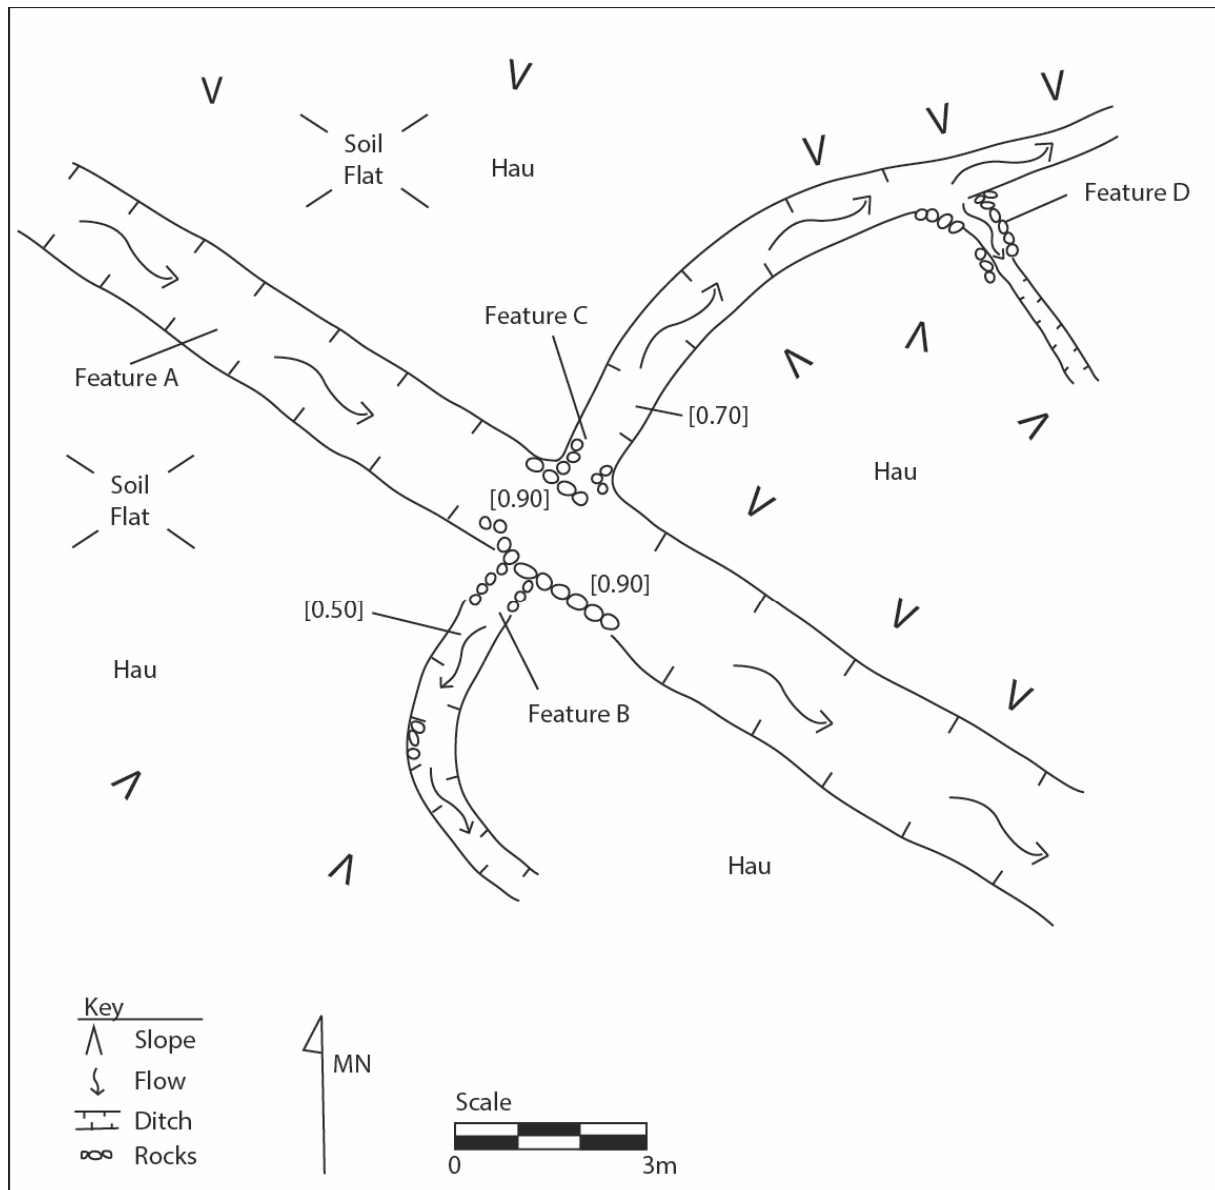 Soil
Flat
Hau
Feature D
Feature C
Feature A
[0.70]
Soil
Flat
[0.90]
Hau
[0.90]
[0.50]
Hau
Feature B
Hau
Key
Slope
Flow
Ditch
Rocks
MN
Scale
0 3m